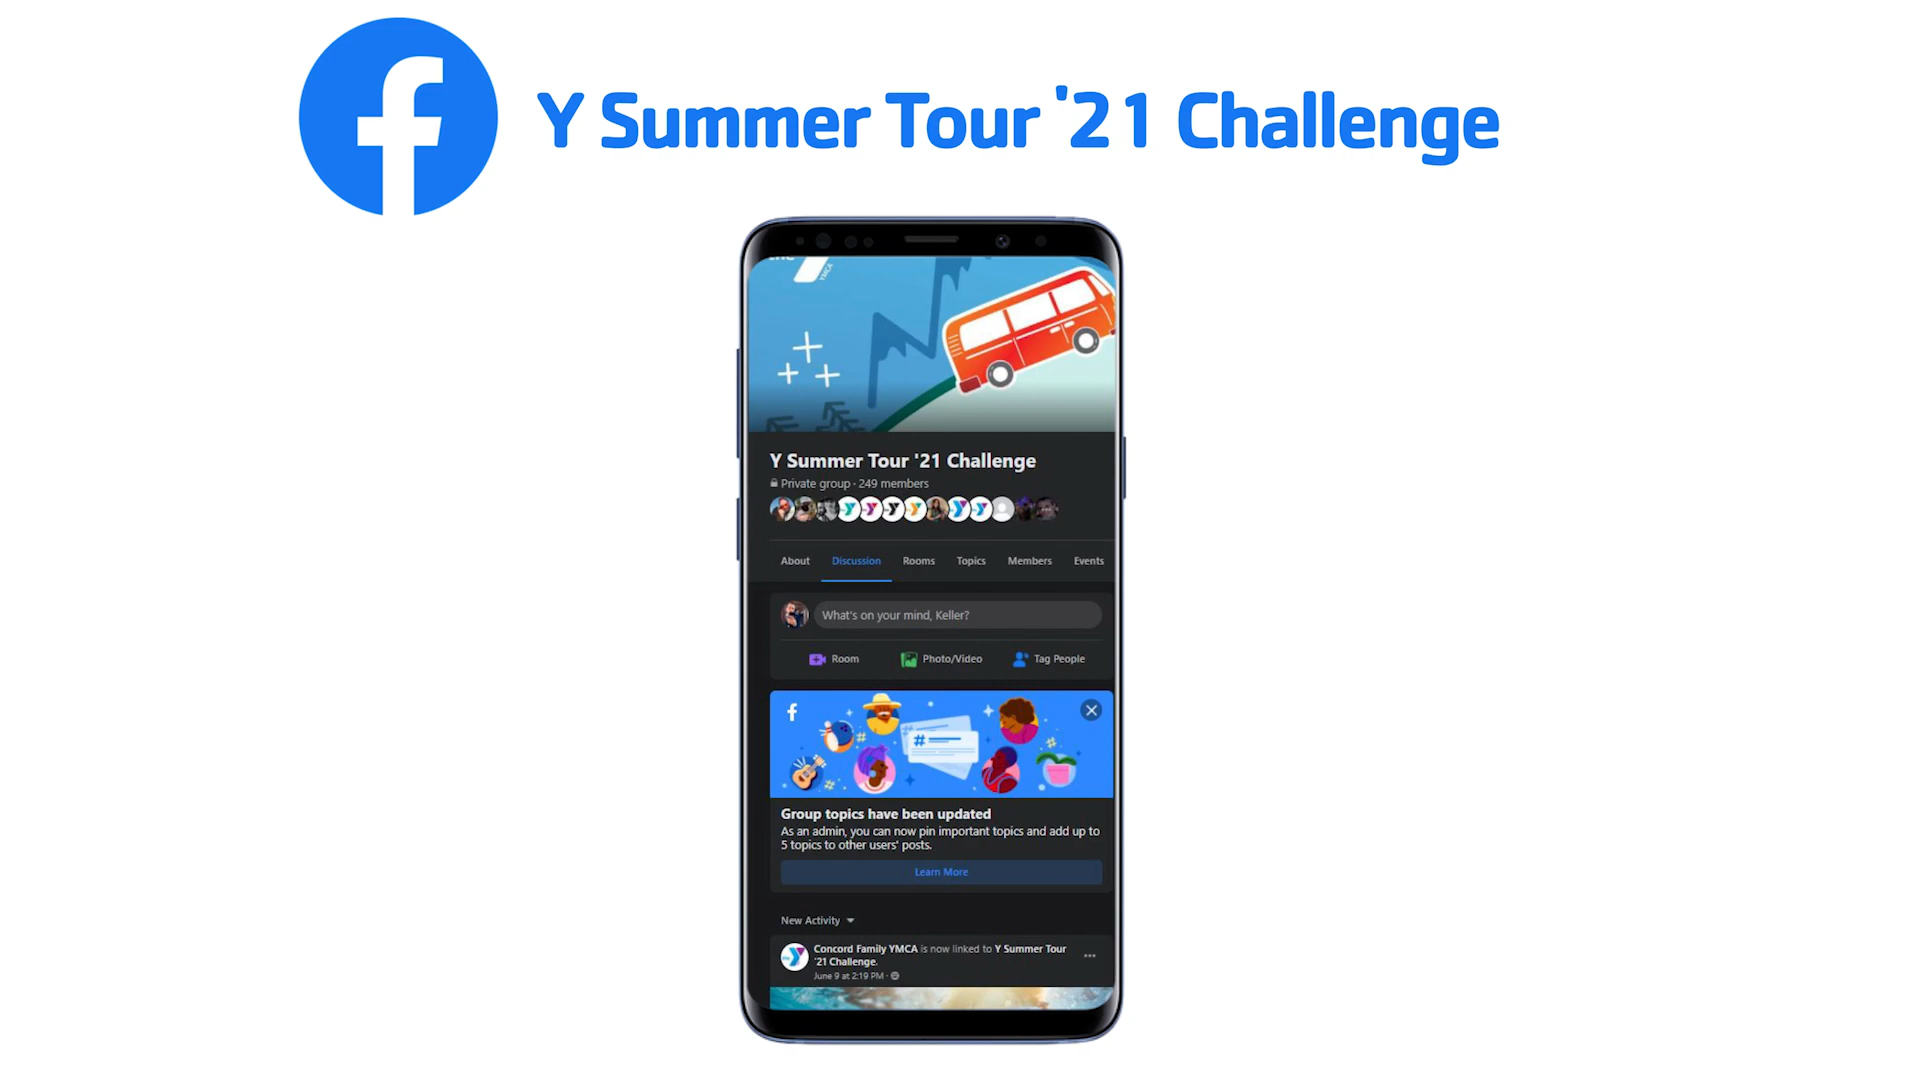 Y Summer Tour '21 Challenge
YMCA
Y Summer Tour '21 Challenge
Private group · 249 members
About Discussion Rooms Topics Members Events
What's on your mind, Keller?
Room Photo/Video Tag People
Group topics have been updated
As an admin, you can now pin important topics and add up to
5 topics to other users' posts.
Learn More
New Activity
Concord Family YMCA is now linked to Y Summer Tour
'21 Challenge.
June 9 at 2:19 PM ·